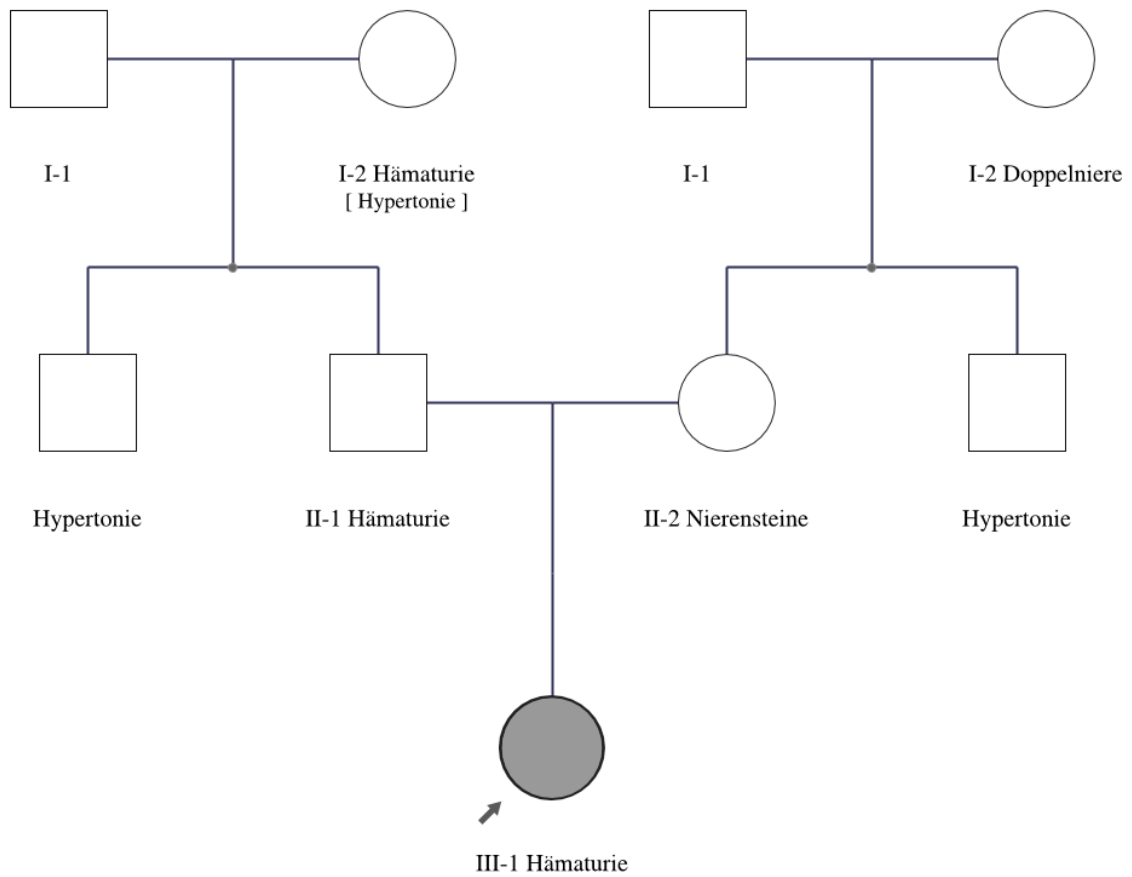 I-1
I-2 Hämaturie
[ Hypertonie ]
I-1
I-2 Doppelniere
Hypertonie
II-1 Hämaturie
II-2 Nierensteine
Hypertonie
III-1 Hämaturie